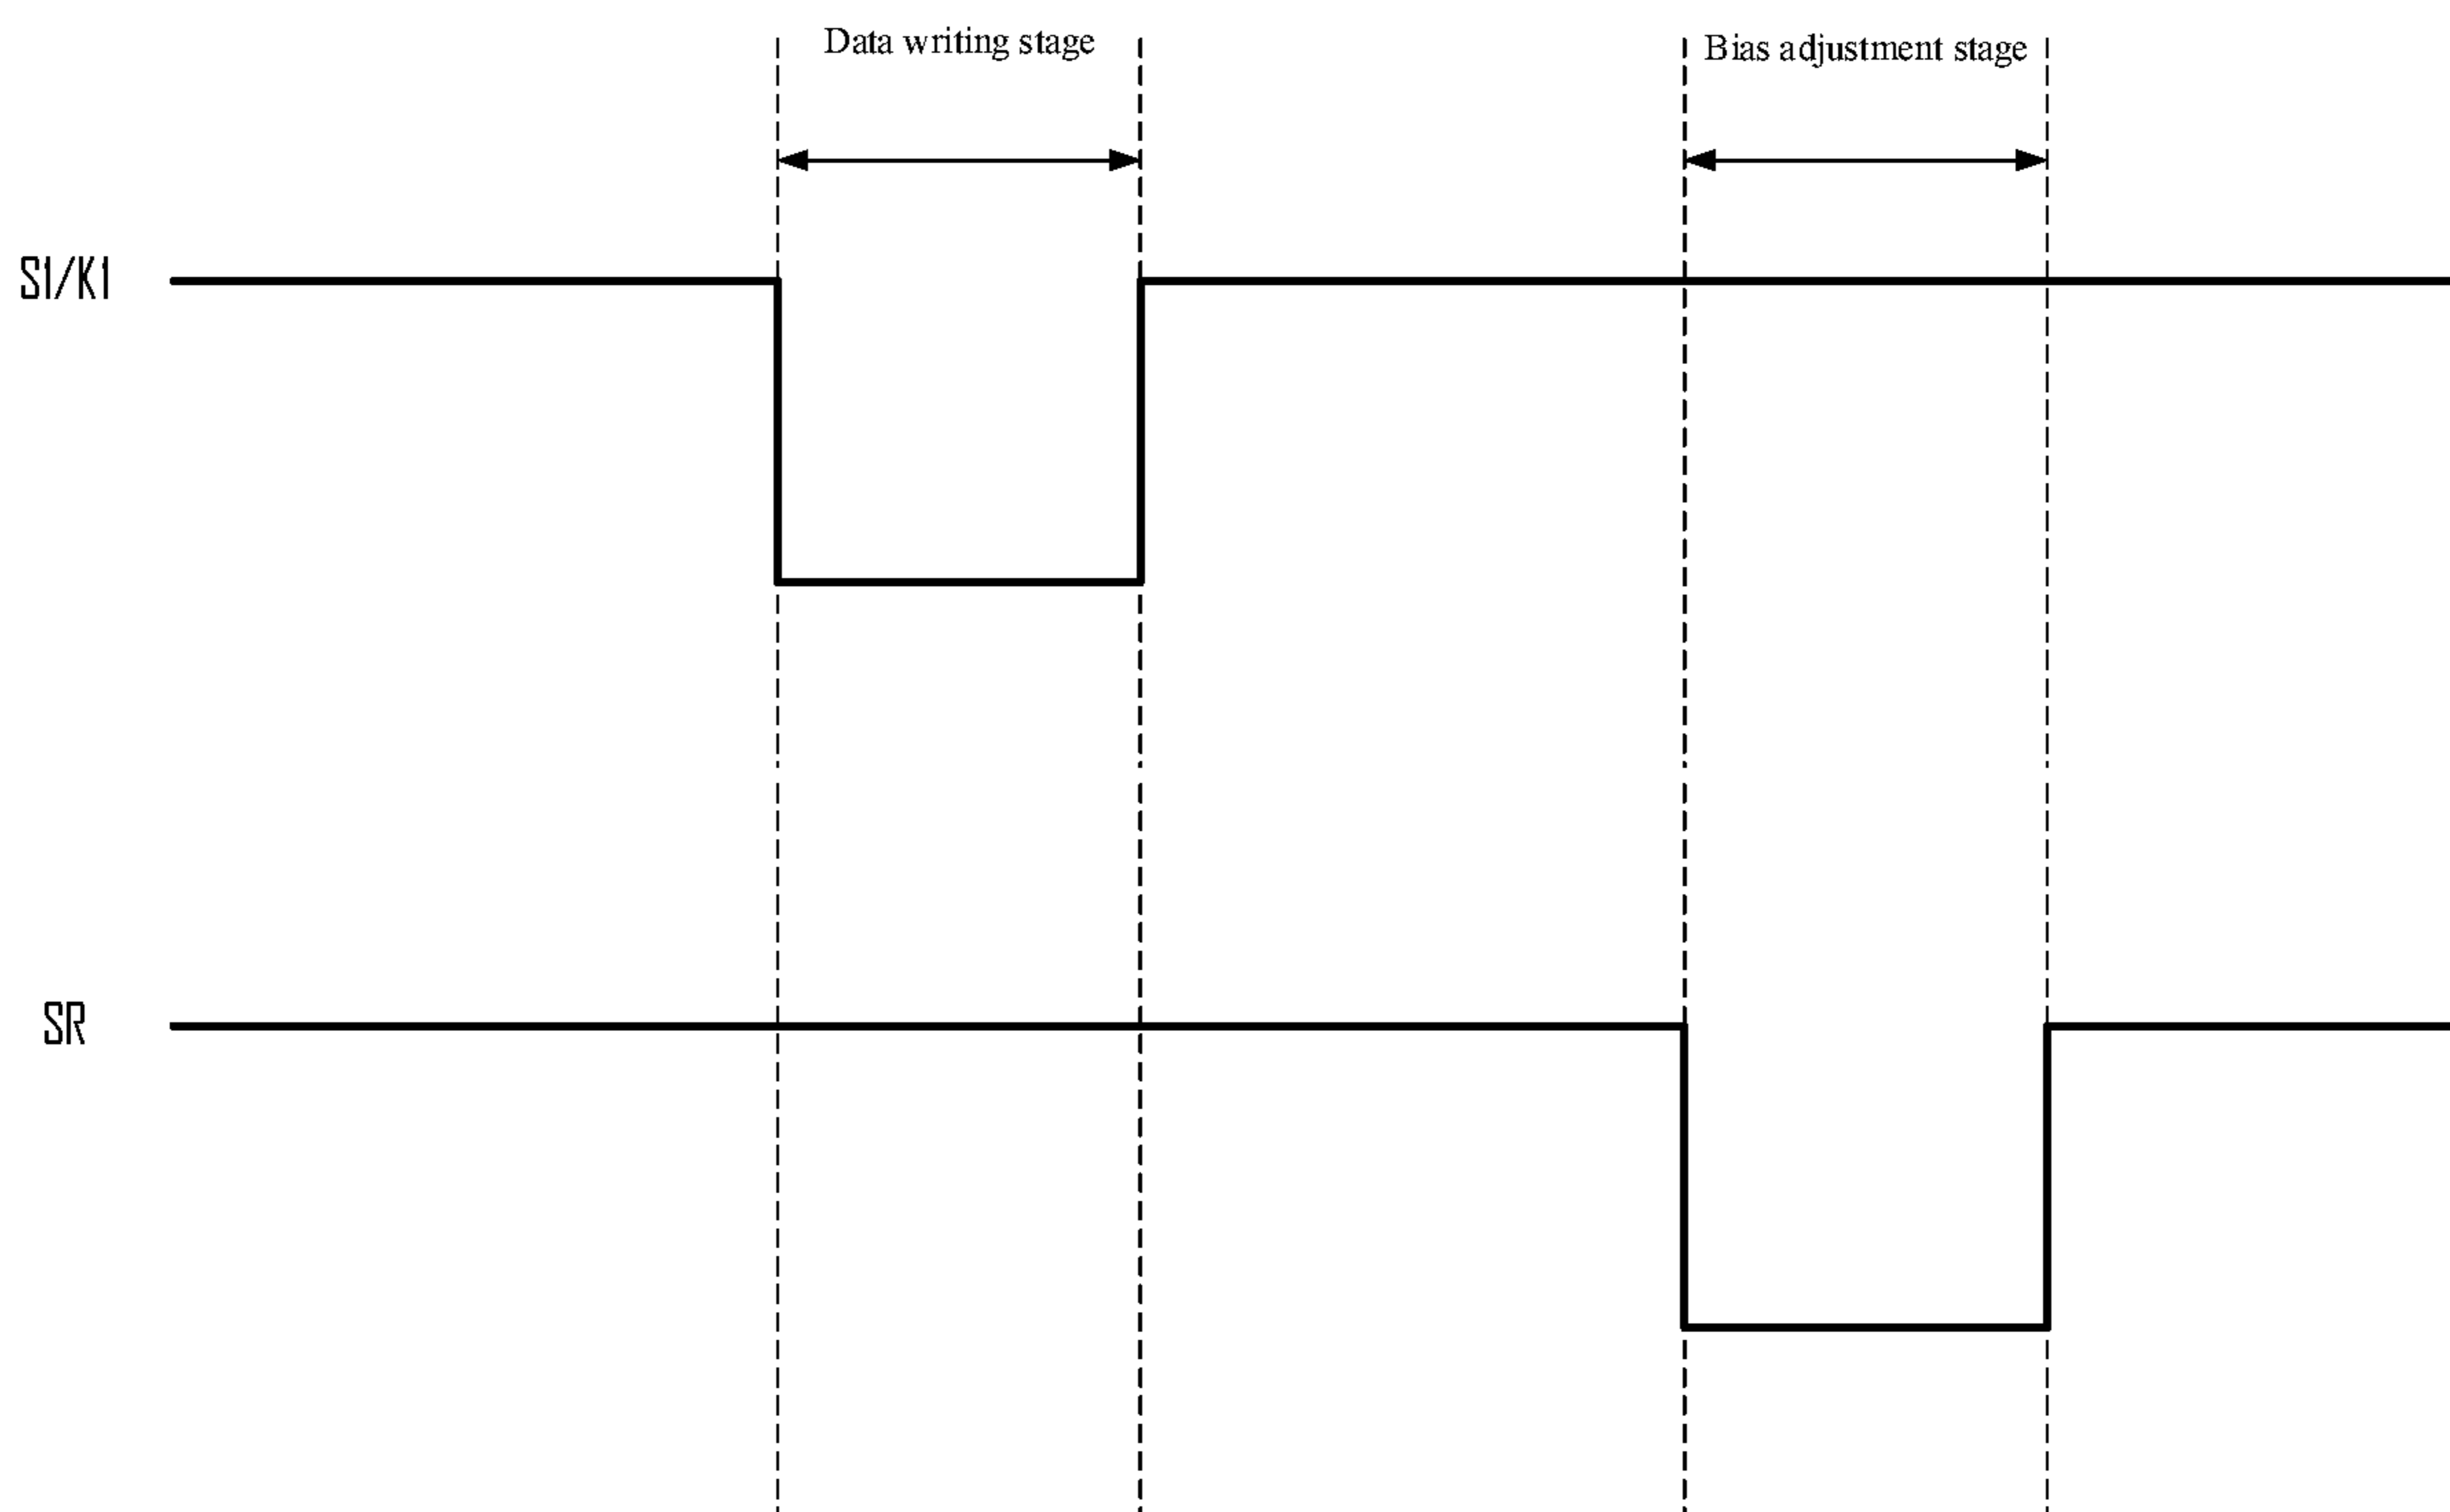 Data writing stage
Bias adjustment stage
S1/K1
SR